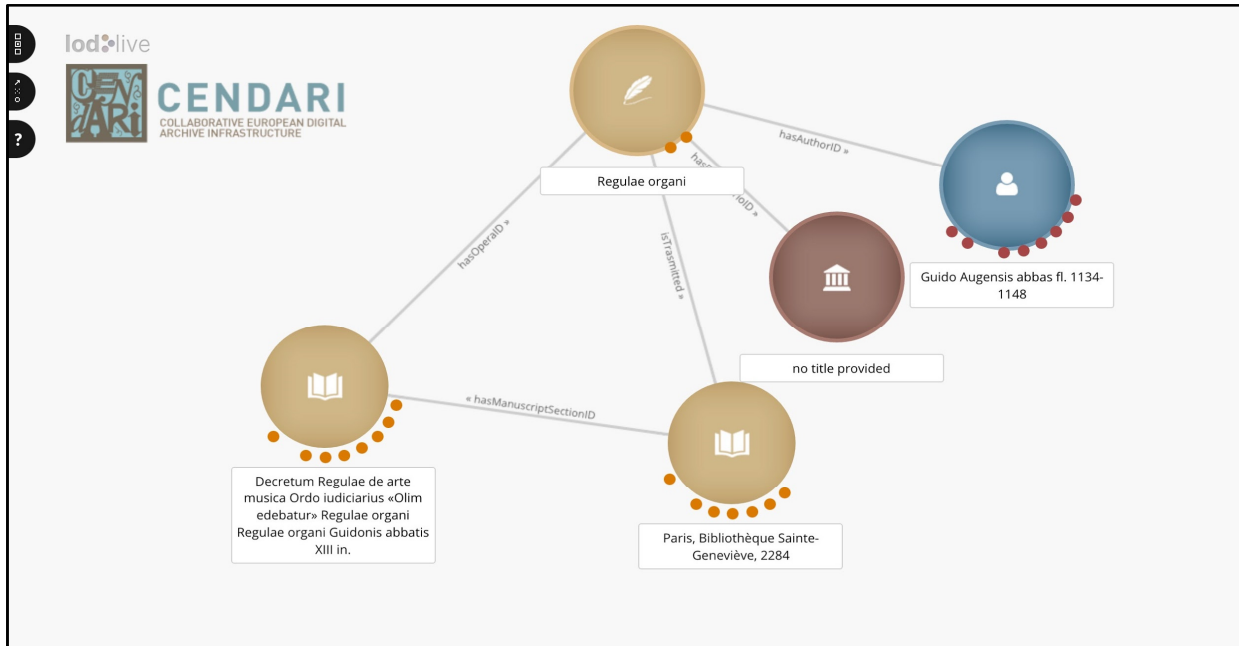 lodlive
CENDARI
CENDARI
COLLABORATIVE EUROPEAN DIGITAL
ARCHIVE INFRASTRUCTURE
?
hasAuthorID »
Regulae organi
hasOperaID »
isTrasmitted »
Guido Augensis abbas fl. 1134-
1148
no title provided
« hasManuscriptSectionID
Decretum Regulae de arte
musica Ordo iudiciarius «Olim
edebatur» Regulae organi
Regulae organi Guidonis abbatis
XIII in.
Paris, Bibliothèque Sainte-
Geneviève, 2284